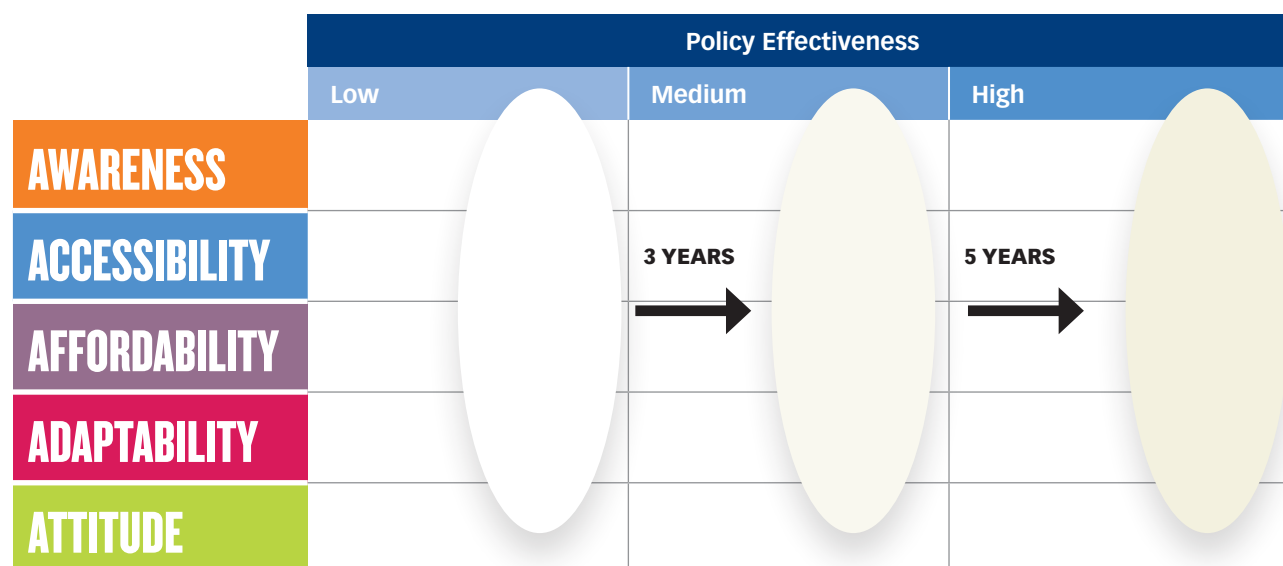 Policy Effectiveness
Low Medium High
AWARENESS
ACCESSIBILITY
3 YEARS 5 YEARS
AFFORDABILITY
ADAPTABILITY
ATTITUDE